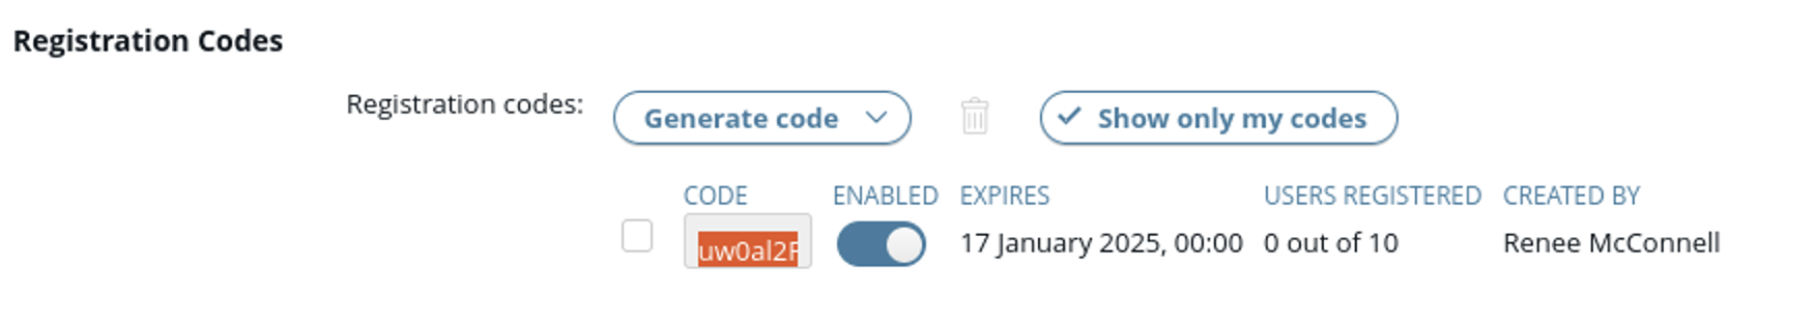 Registration Codes
Registration codes: Generate code Show only my codes
CODE ENABLED EXPIRES USERS REGISTERED CREATED BY
uw0al2F 17 January 2025, 00:00 0 out of 10 Renee McConnell